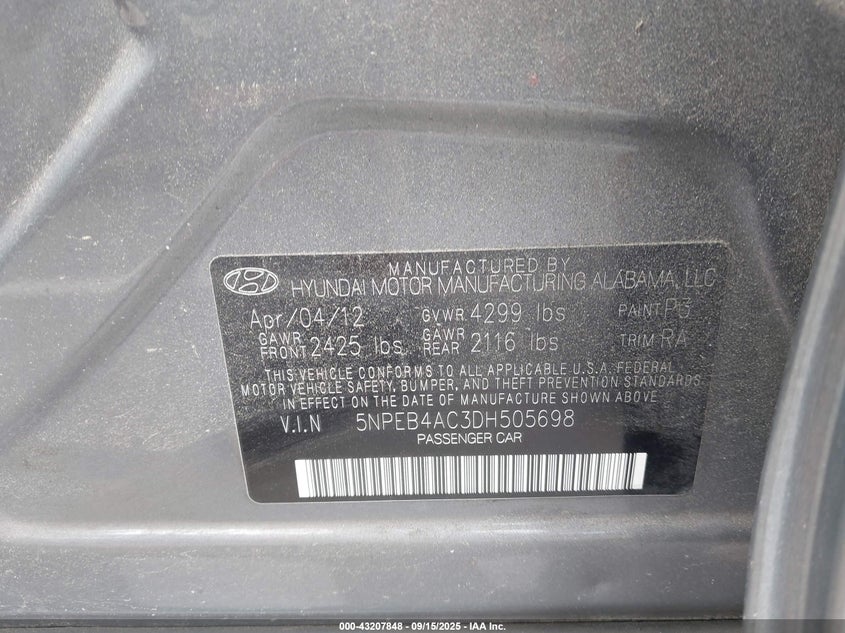 MANUFACTURED BY
HYUNDAI MOTOR MANUFACTURING ALABAMA, LLC
Apr/04/12 GVWR 4299 lbs PAINT P3
GAWR FRONT 2425 lbs GAWR REAR 2116 lbs TRIM RA
THIS VEHICLE CONFORMS TO ALL APPLICABLE U.S.A. FEDERAL
MOTOR VEHICLE SAFETY, BUMPER, AND THEFT PREVENTION STANDARDS
IN EFFECT ON THE DATE OF MANUFACTURE SHOWN ABOVE
V.I.N 5NPEB4AC3DH505698
PASSENGER CAR
000-43207848 - 09/15/2025 - IAA Inc.